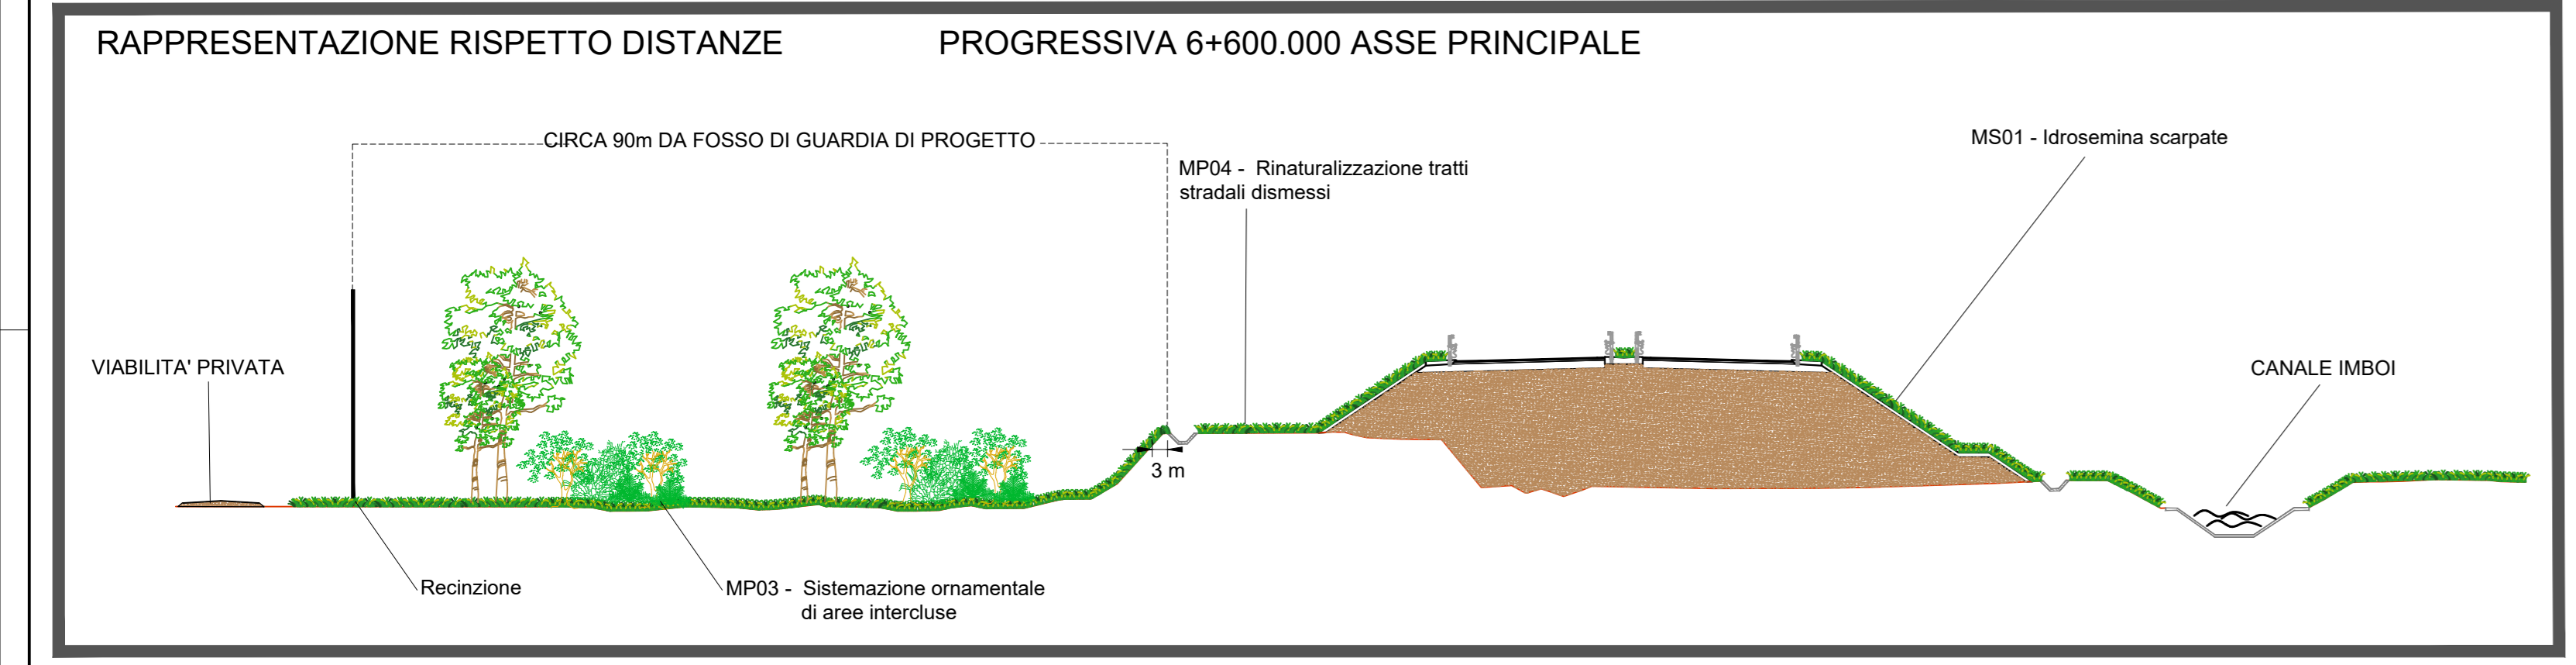 RAPPRESENTAZIONE RISPETTO DISTANZE
PROGRESSIVA 6+600.000 ASSE PRINCIPALE
CIRCA 90m DA FOSSO DI GUARDIA DI PROGETTO
MS01 - Idrosemina scarpate
MP04 - Rinaturalizzazione tratti
stradali dismessi
VIABILITA' PRIVATA
CANALE IMBOI
3 m
Recinzione
MP03 - Sistemazione ornamentale
di aree intercluse